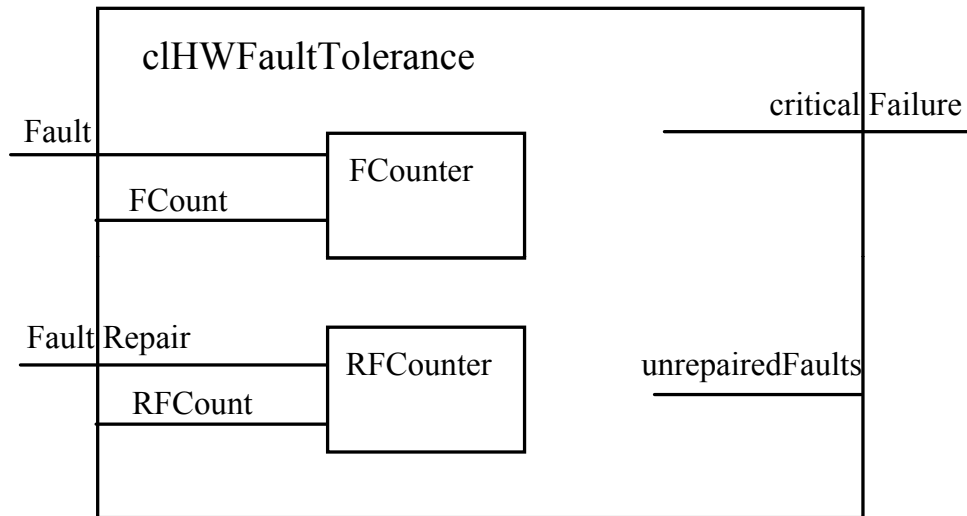 clHWFaultTolerance
critical Failure
Fault
FCounter
FCount
Fault Repair
RFCounter
unrepairedFaults
RFCount